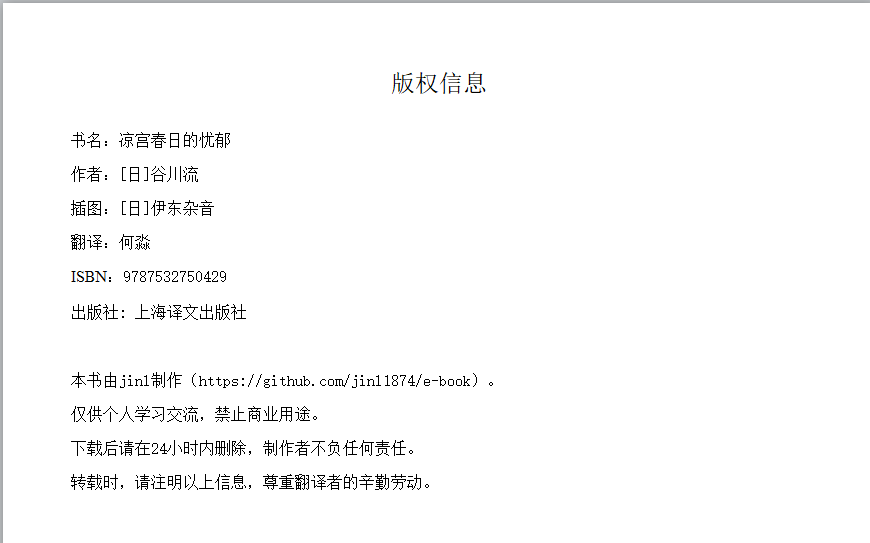 版权信息
书名：凉宫春日的忧郁
作者：[日]谷川流
插图：[日]伊东杂音
翻译：何淼
ISBN：9787532750429
出版社：上海译文出版社
本书由jinl制作（https://github.com/jinl1874/e-book）。
仅供个人学习交流，禁止商业用途。
下载后请在24小时内删除，制作者不负任何责任。
转载时，请注明以上信息，尊重翻译者的辛勤劳动。